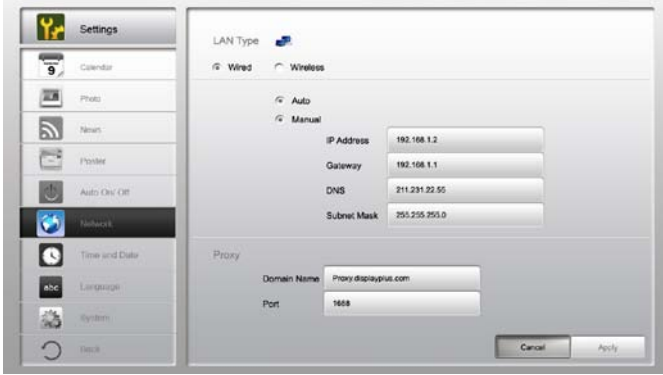 Settings
LAN Type
9
Calendar
Wired
Wireless
Photo
Auto
Manual
News
IP Address
192.168.1.2
Poster
Gateway
192.168.1.1
Auto On/ Off
DNS
211.231.22.55
Network
Subnet Mask
255.255.255.0
Time and Date
Proxy
Domain Name
Proxy.displayplus.com
abc
Language
Port
1688
System
Back
Cancel
Apply